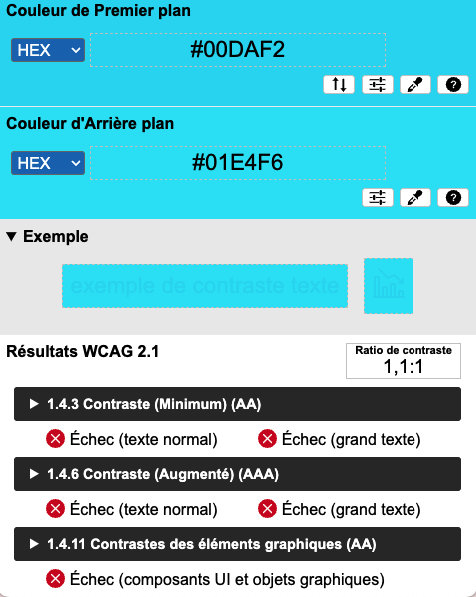 Couleur de Premier plan
HEX #00DAF2
?
Couleur d'Arrière plan
HEX #01E4F6
?
▼ Exemple
exemple de contraste texte
Résultats WCAG 2.1
Ratio de contraste
1,1:1
1.4.3 Contraste (Minimum) (AA)
Échec (texte normal) Échec (grand texte)
1.4.6 Contraste (Augmenté) (AAA)
Échec (texte normal) Échec (grand texte)
1.4.11 Contrastes des éléments graphiques (AA)
Échec (composants UI et objets graphiques)